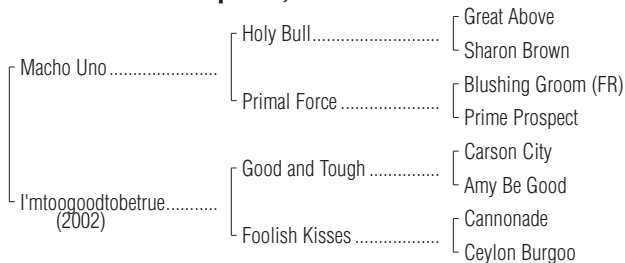 Great Above
Holy Bull
Sharon Brown
Macho Uno
Blushing Groom (FR)
Primal Force
Prime Prospect
Carson City
Good and Tough
Amy Be Good
I'mtoogoodtobetrue
(2002)
Cannonade
Foolish Kisses
Ceylon Burgoo